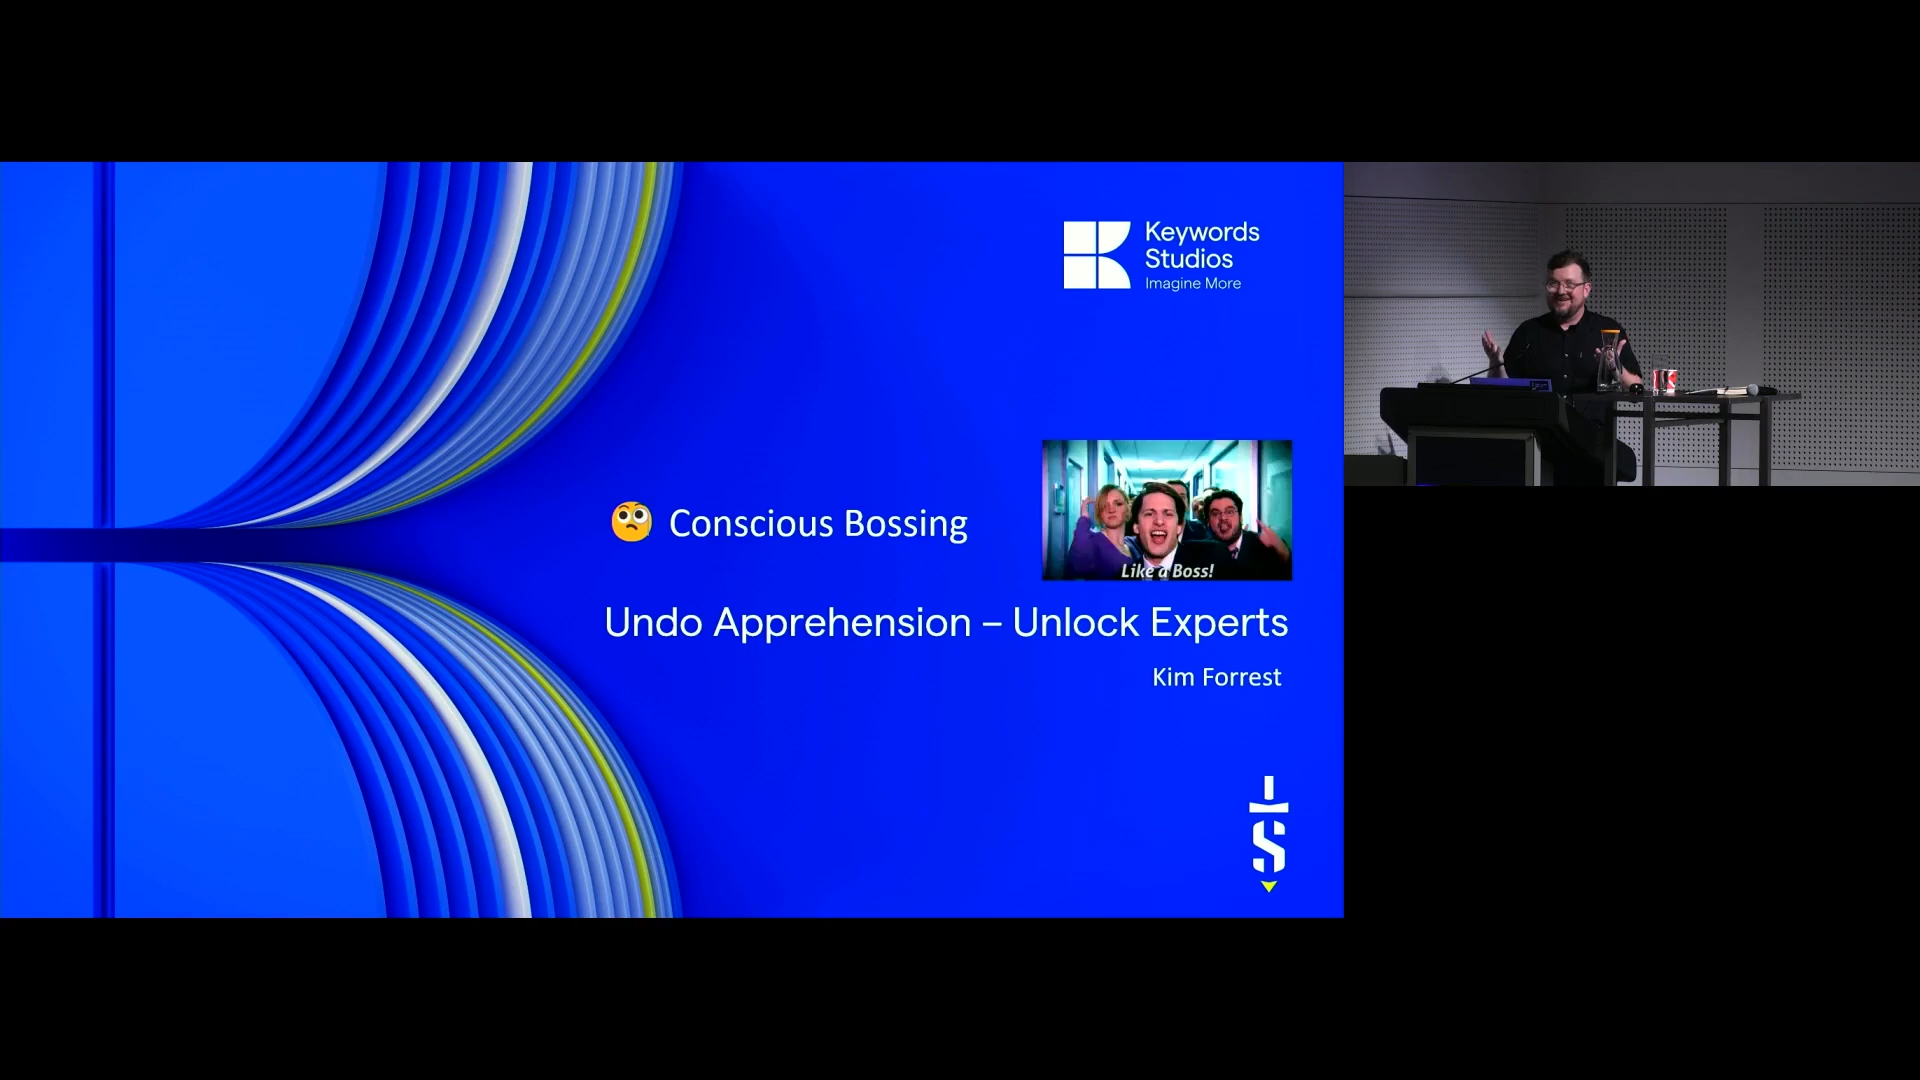 Keywords
Studios
Imagine More
🧐 Conscious Bossing
Like a Boss!
Undo Apprehension – Unlock Experts
Kim Forrest
S